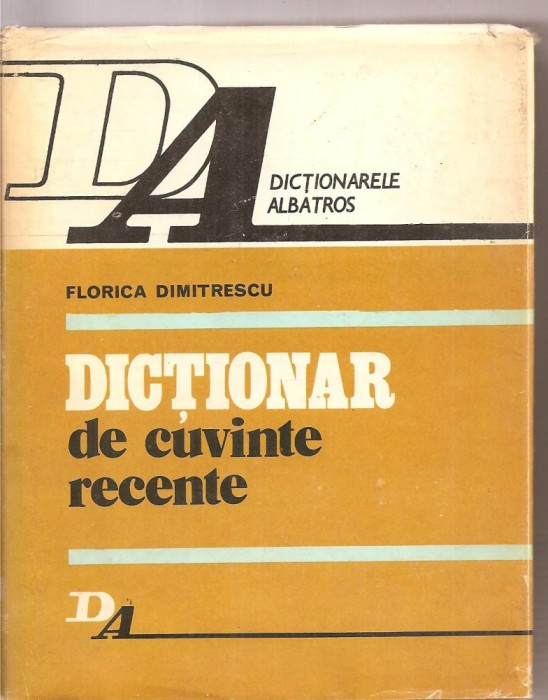 DA
DICȚIONARELE
ALBATROS
FLORICA DIMITRESCU
DICȚIONAR
de cuvinte
recente
DA